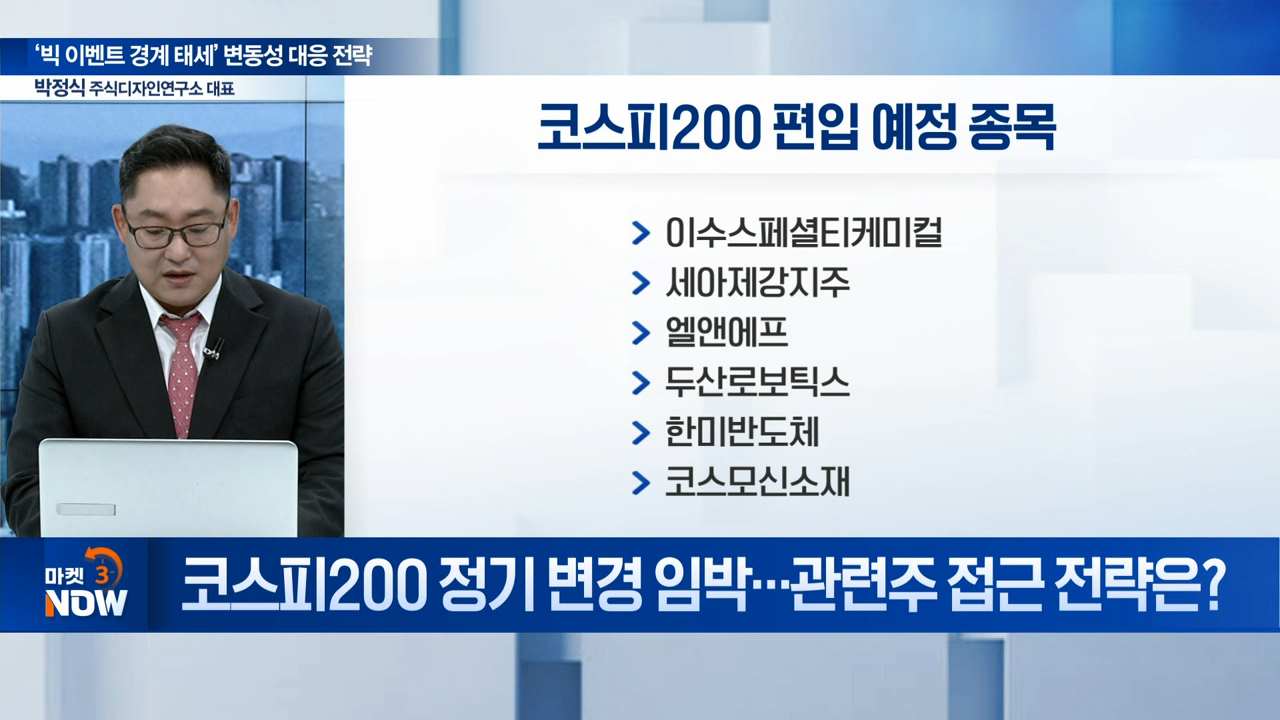 ‘빅 이벤트 경계 태세’ 변동성 대응 전략
박정식 주식디자인연구소 대표
코스피200 편입 예정 종목
> 이수스페셜티케미컬
> 세아제강지주
> 엘앤에프
> 두산로보틱스
> 한미반도체
> 코스모신소재
마켓 3
NOW
코스피200 정기 변경 임박…관련주 접근 전략은?